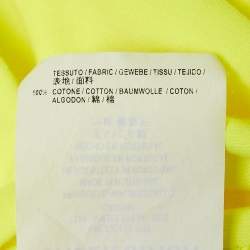 TESSUTO / FABRIC / GEWEBE / TISSU / TEJIDO /
表地 / 面料
100% COTONE / COTTON / BAUMWOLLE / COTON /
ALGODON / 綿 / 棉